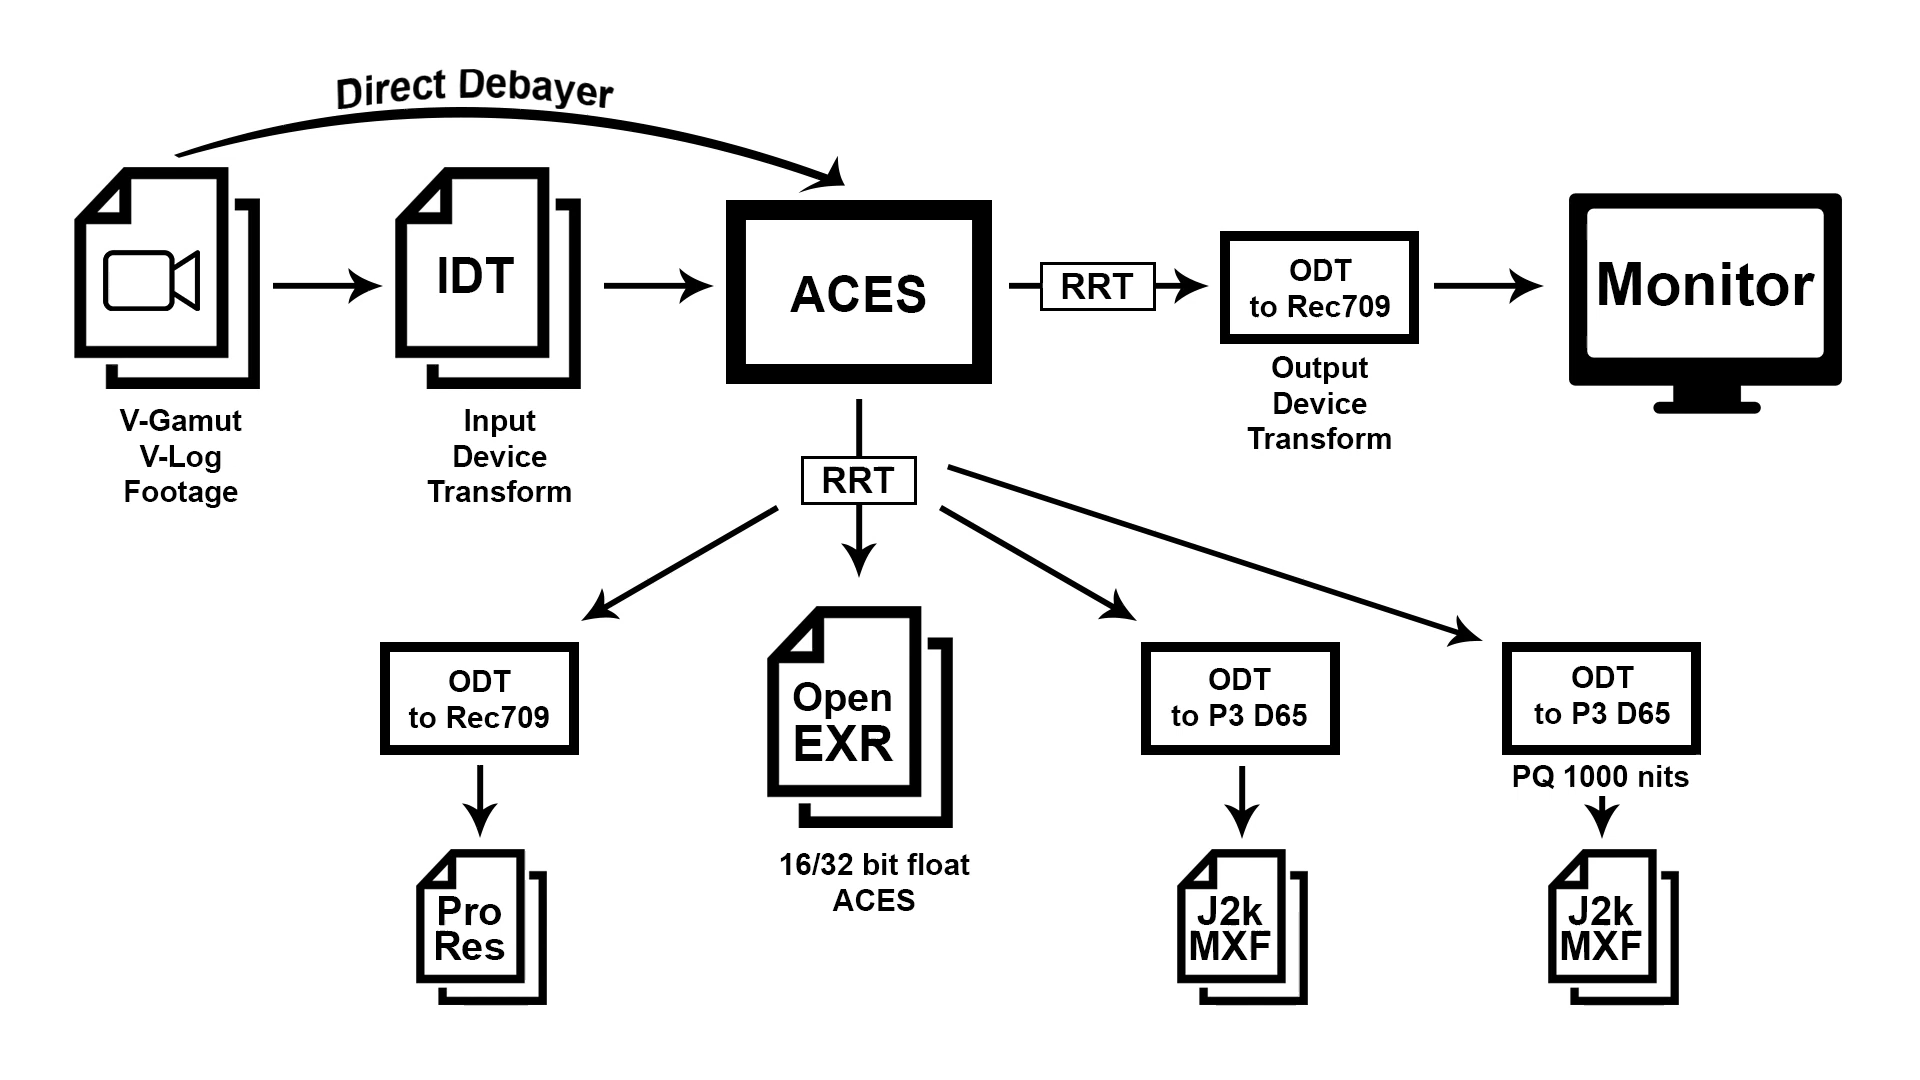 Direct Debayer
V-Gamut
V-Log
Footage
IDT
Input
Device
Transform
ACES
RRT
ODT
to Rec709
Output
Device
Transform
Monitor
RRT
ODT
to Rec709
Pro
Res
Open
EXR
16/32 bit float
ACES
ODT
to P3 D65
J2k
MXF
ODT
to P3 D65
PQ 1000 nits
J2k
MXF